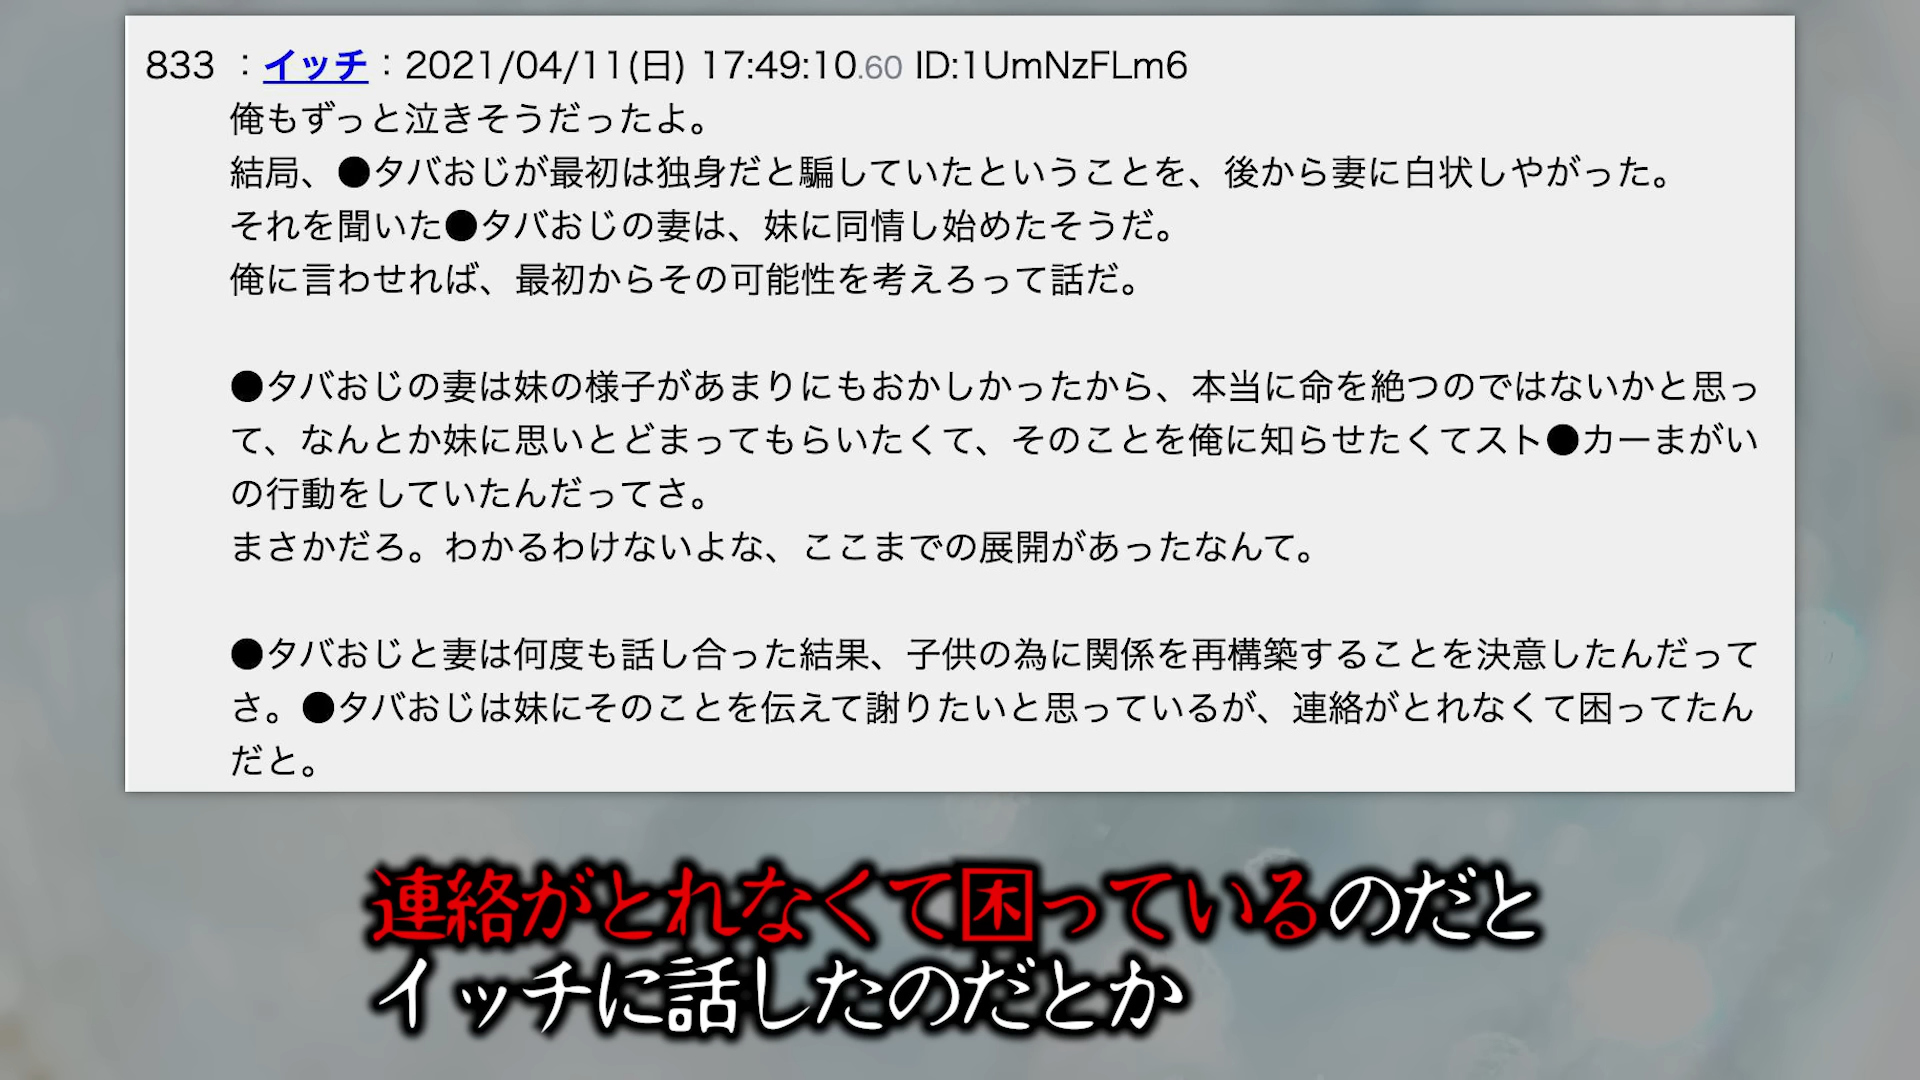 833 ：イッチ：2021/04/11(日) 17:49:10.60 ID:1UmNzFLm6
俺もずっと泣きそうだったよ。
結局、●タバおじが最初は独身だと騙していたということを、後から妻に白状しやがった。
それを聞いた●タバおじの妻は、妹に同情し始めたそうだ。
俺に言わせれば、最初からその可能性を考えろって話だ。
●タバおじの妻は妹の様子があまりにもおかしかったから、本当に命を絶つのではないかと思っ
て、なんとか妹に思いとどまってもらいたくて、そのことを俺に知らせたくてスト●カーまがい
の行動をしていたんだってさ。
まさかだろ。わかるわけないよな、ここまでの展開があったなんて。
●タバおじと妻は何度も話し合った結果、子供の為に関係を再構築することを決意したんだって
さ。●タバおじは妹にそのことを伝えて謝りたいと思っているが、連絡がとれなくて困ってたん
だと。
連絡がとれなくて困っているのだと
イッチに話したのだとか